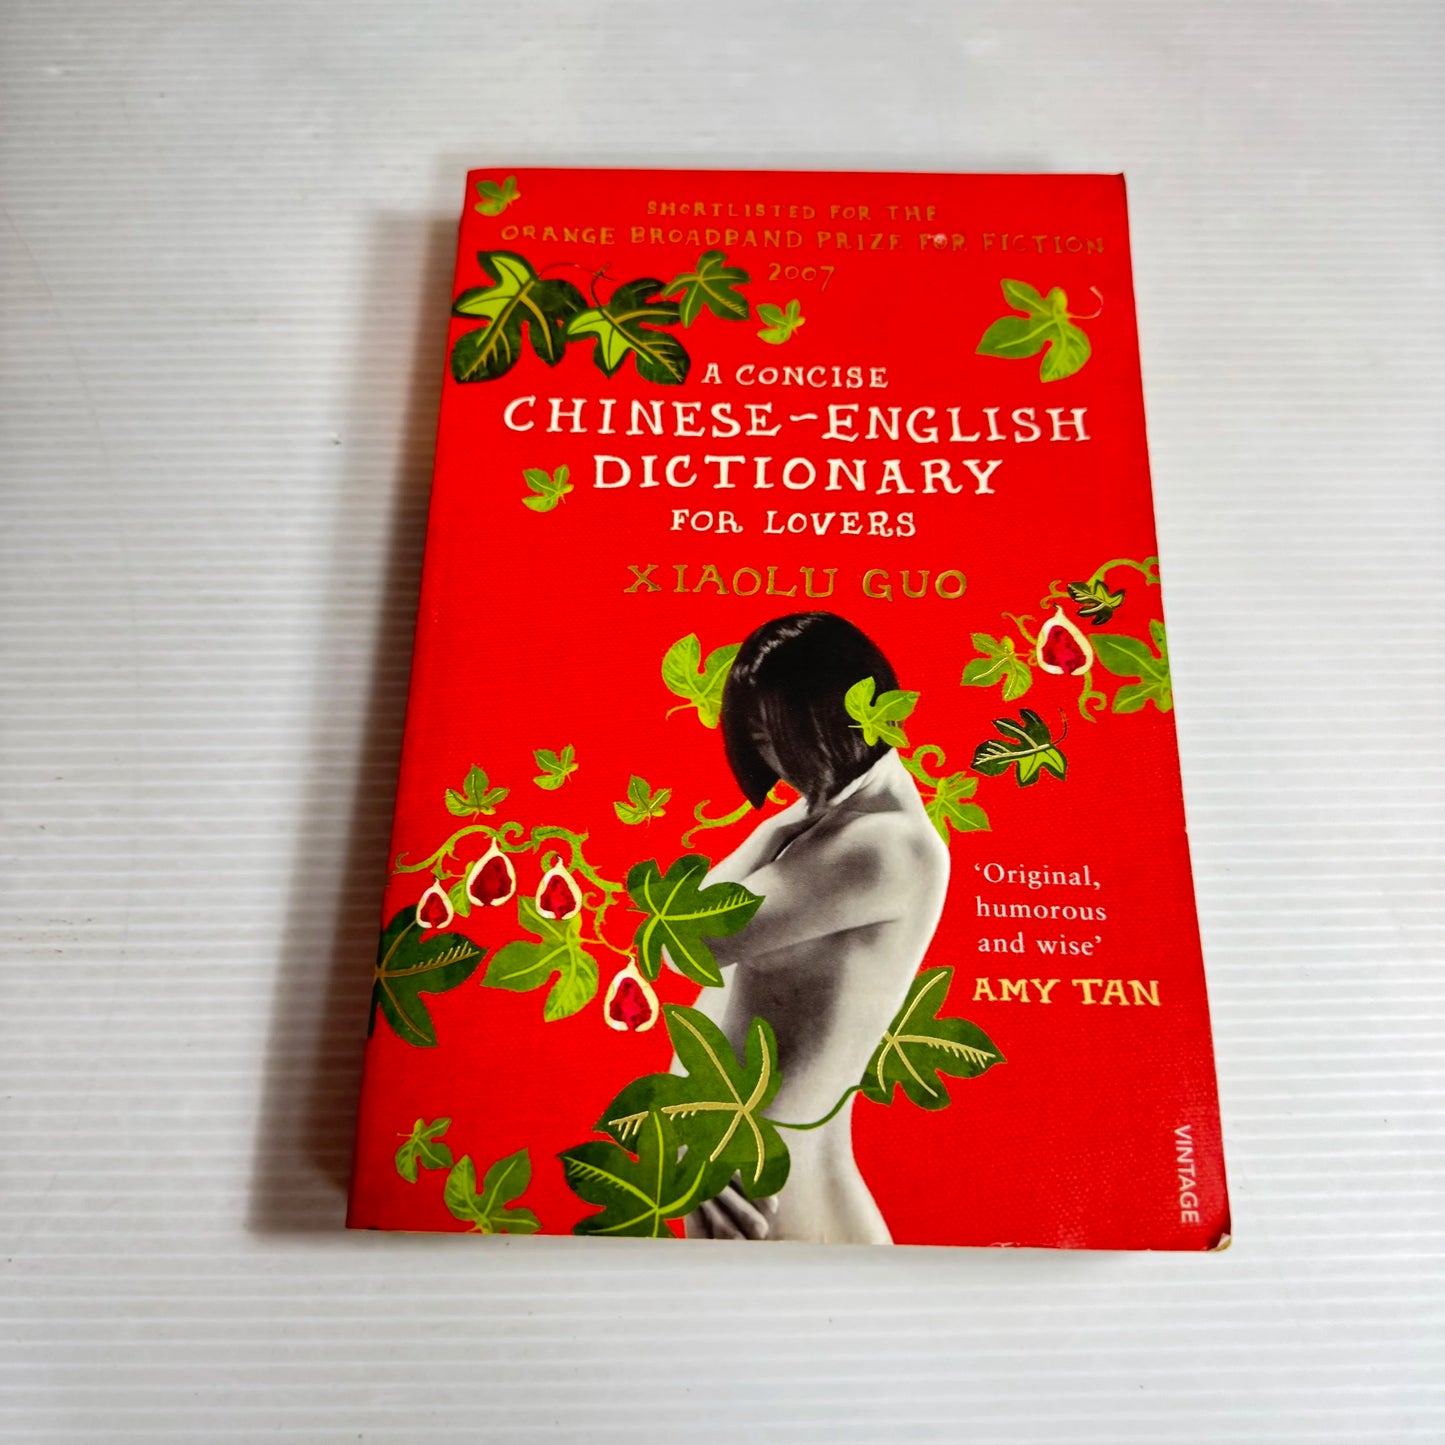 SHORTLISTED FOR THE
ORANGE BROADBAND PRIZE FOR FICTION
2007
A CONCISE
CHINESE-ENGLISH
DICTIONARY
FOR LOVERS
XIAOLU GUO
‘Original,
humorous
and wise’
AMY TAN
VINTAGE